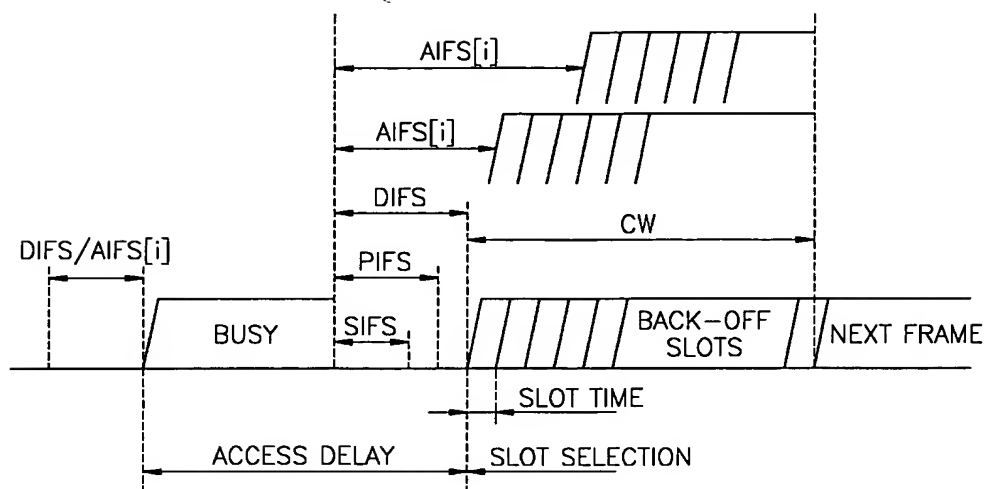 AIFS[i]
AIFS[i]
DIFS
CW
DIFS/AIFS[i]
PIFS
BUSY
SIFS
BACK-OFF
SLOTS
NEXT FRAME
SLOT TIME
ACCESS DELAY
SLOT SELECTION